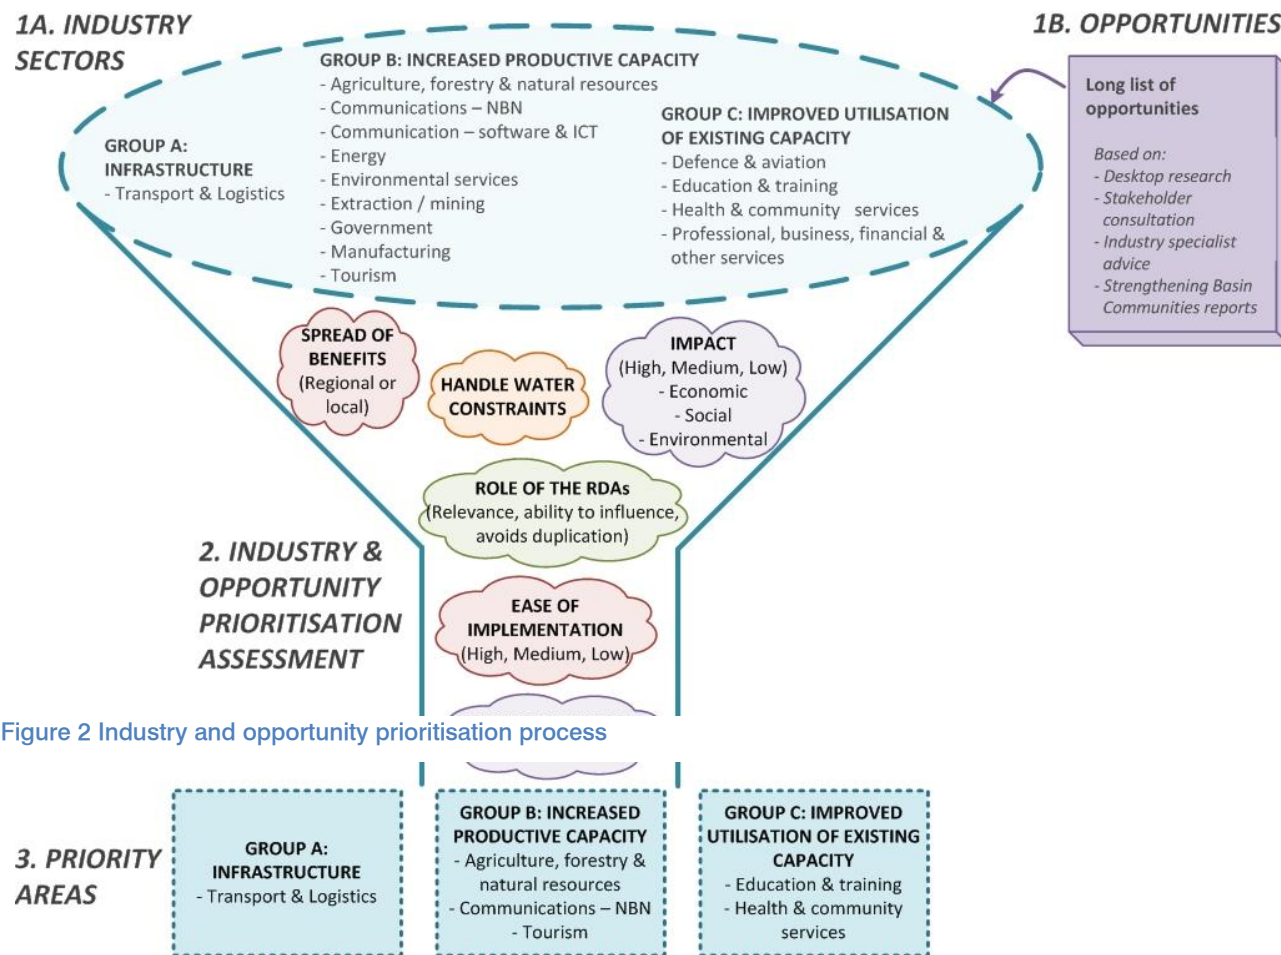 1A. INDUSTRY
SECTORS
1B. OPPORTUNITIES
GROUP A:
INFRASTRUCTURE
- Transport & Logistics
GROUP B: INCREASED PRODUCTIVE CAPACITY
- Agriculture, forestry & natural resources
- Communications – NBN
- Communication – software & ICT
- Energy
- Environmental services
- Extraction / mining
- Government
- Manufacturing
- Tourism
GROUP C: IMPROVED UTILISATION
OF EXISTING CAPACITY
- Defence & aviation
- Education & training
- Health & community services
- Professional, business, financial &
other services
Long list of
opportunities
Based on:
- Desktop research
- Stakeholder
consultation
- Industry specialist
advice
- Strengthening Basin
Communities reports
SPREAD OF
BENEFITS
(Regional or
local)
HANDLE WATER
CONSTRAINTS
IMPACT
(High, Medium, Low)
- Economic
- Social
- Environmental
ROLE OF THE RDAs
(Relevance, ability to influence,
avoids duplication)
2. INDUSTRY &
OPPORTUNITY
PRIORITISATION
ASSESSMENT
EASE OF
IMPLEMENTATION
(High, Medium, Low)
Figure 2 Industry and opportunity prioritisation process
3. PRIORITY
AREAS
GROUP A:
INFRASTRUCTURE
- Transport & Logistics
GROUP B: INCREASED
PRODUCTIVE CAPACITY
- Agriculture, forestry &
natural resources
- Communications – NBN
- Tourism
GROUP C: IMPROVED
UTILISATION OF EXISTING
CAPACITY
- Education & training
- Health & community
services